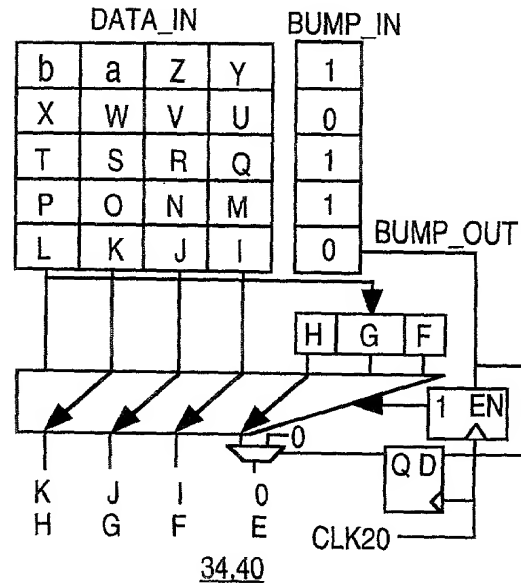 DATA_IN BUMP_IN
b a Z Y 1
X W V U 0
T S R Q 1
P O N M 1
L K J I 0
BUMP_OUT
H G F
1 EN
0
Q D
K J I 0
H G F E
CLK20
34,40